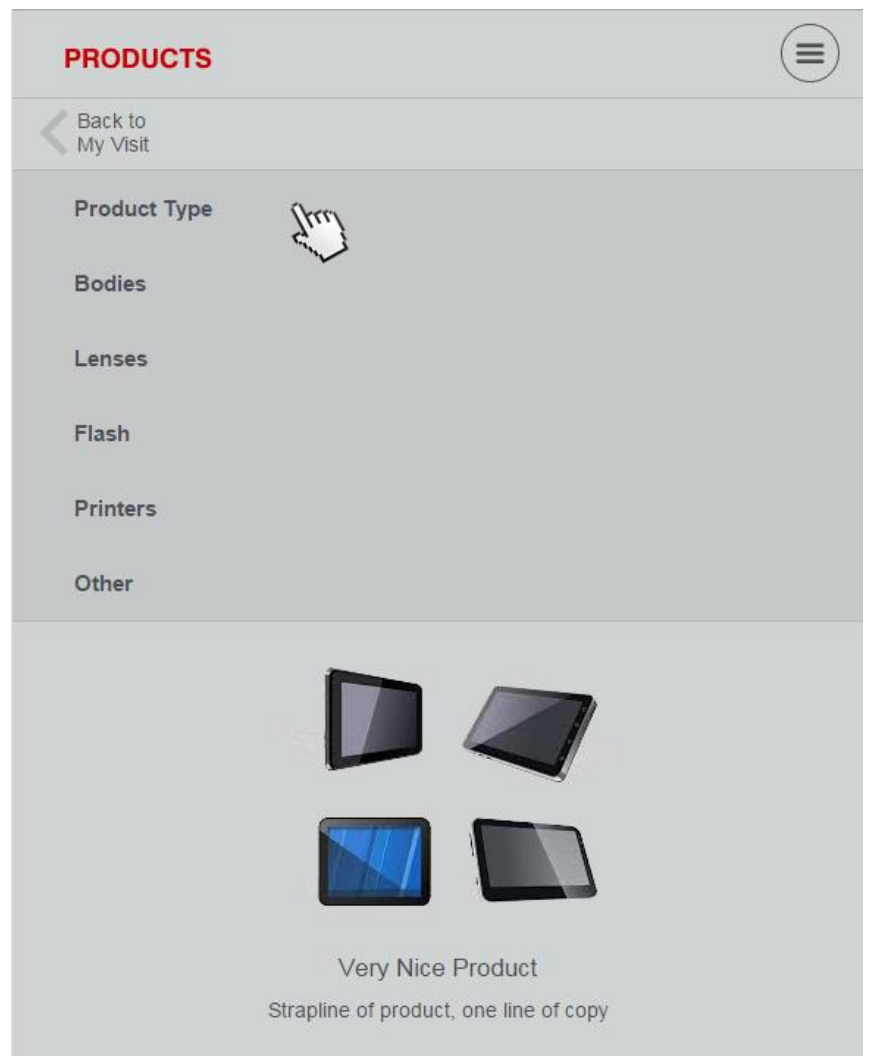 PRODUCTS
Back to
My Visit
Product Type
Bodies
Lenses
Flash
Printers
Other
Very Nice Product
Strapline of product, one line of copy